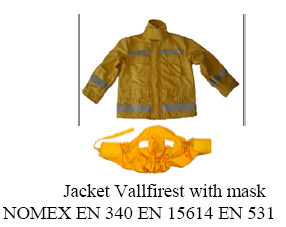 Jacket Vallfirest with mask
NOMEX EN 340 EN 15614 EN 531